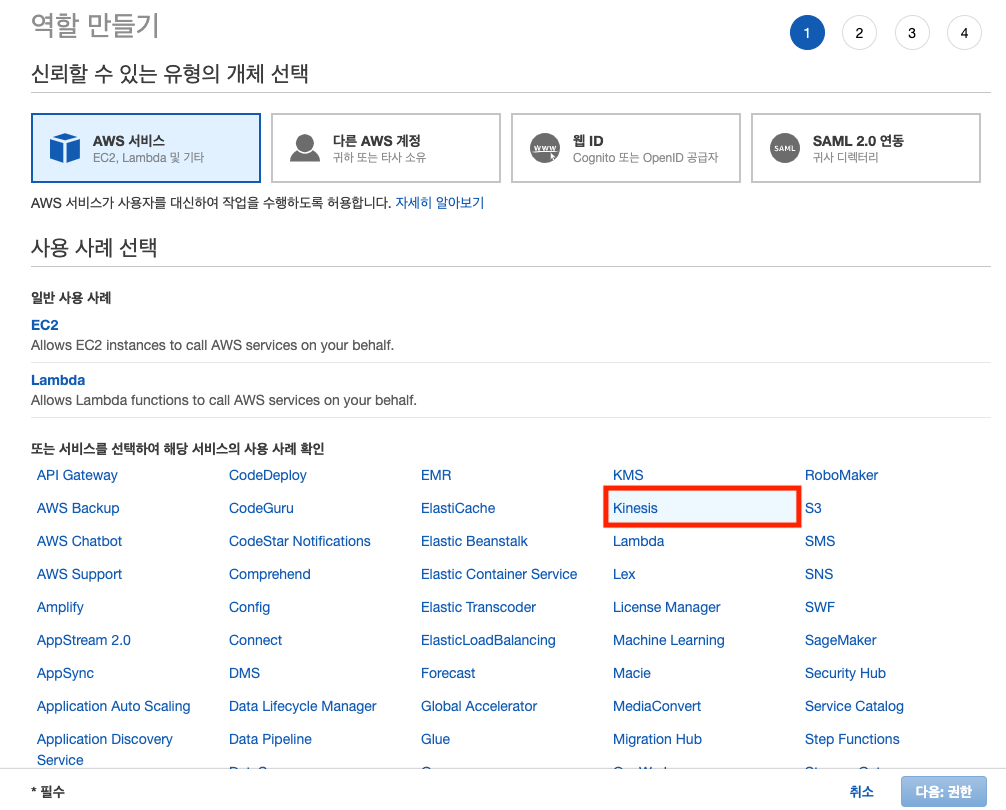 역할 만들기
1 2 3 4
신뢰할 수 있는 유형의 개체 선택
AWS 서비스
EC2, Lambda 및 기타
다른 AWS 계정
귀하 또는 타사 소유
www
웹 ID
Cognito 또는 OpenID 공급자
SAML
SAML 2.0 연동
귀사 디렉터리
AWS 서비스가 사용자를 대신하여 작업을 수행하도록 허용합니다. 자세히 알아보기
사용 사례 선택
일반 사용 사례
EC2
Allows EC2 instances to call AWS services on your behalf.
Lambda
Allows Lambda functions to call AWS services on your behalf.
또는 서비스를 선택하여 해당 서비스의 사용 사례 확인
API Gateway CodeDeploy EMR KMS RoboMaker
AWS Backup CodeGuru ElastiCache Kinesis S3
AWS Chatbot CodeStar Notifications Elastic Beanstalk Lambda SMS
AWS Support Comprehend Elastic Container Service Lex SNS
Amplify Config Elastic Transcoder License Manager SWF
AppStream 2.0 Connect ElasticLoadBalancing Machine Learning SageMaker
AppSync DMS Forecast Macie Security Hub
Application Auto Scaling Data Lifecycle Manager Global Accelerator MediaConvert Service Catalog
Application Discovery Service Data Pipeline Glue Migration Hub Step Functions
* 필수
취소
다음: 권한